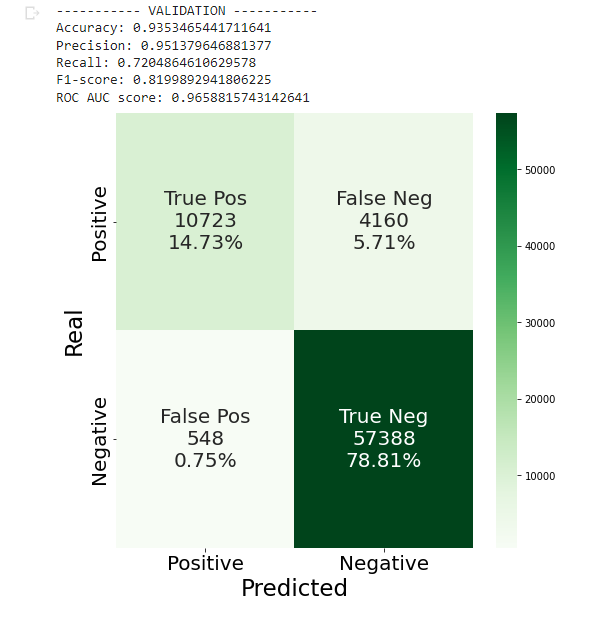 ----------- VALIDATION -----------
Accuracy: 0.9353465441711641
Precision: 0.951379646881377
Recall: 0.7204864610629578
F1-score: 0.8199892941806225
ROC AUC score: 0.9658815743142641
True Pos
10723
14.73%
False Neg
4160
5.71%
False Pos
548
0.75%
True Neg
57388
78.81%
Positive
Negative
Real
Positive
Negative
Predicted
50000
40000
30000
20000
10000